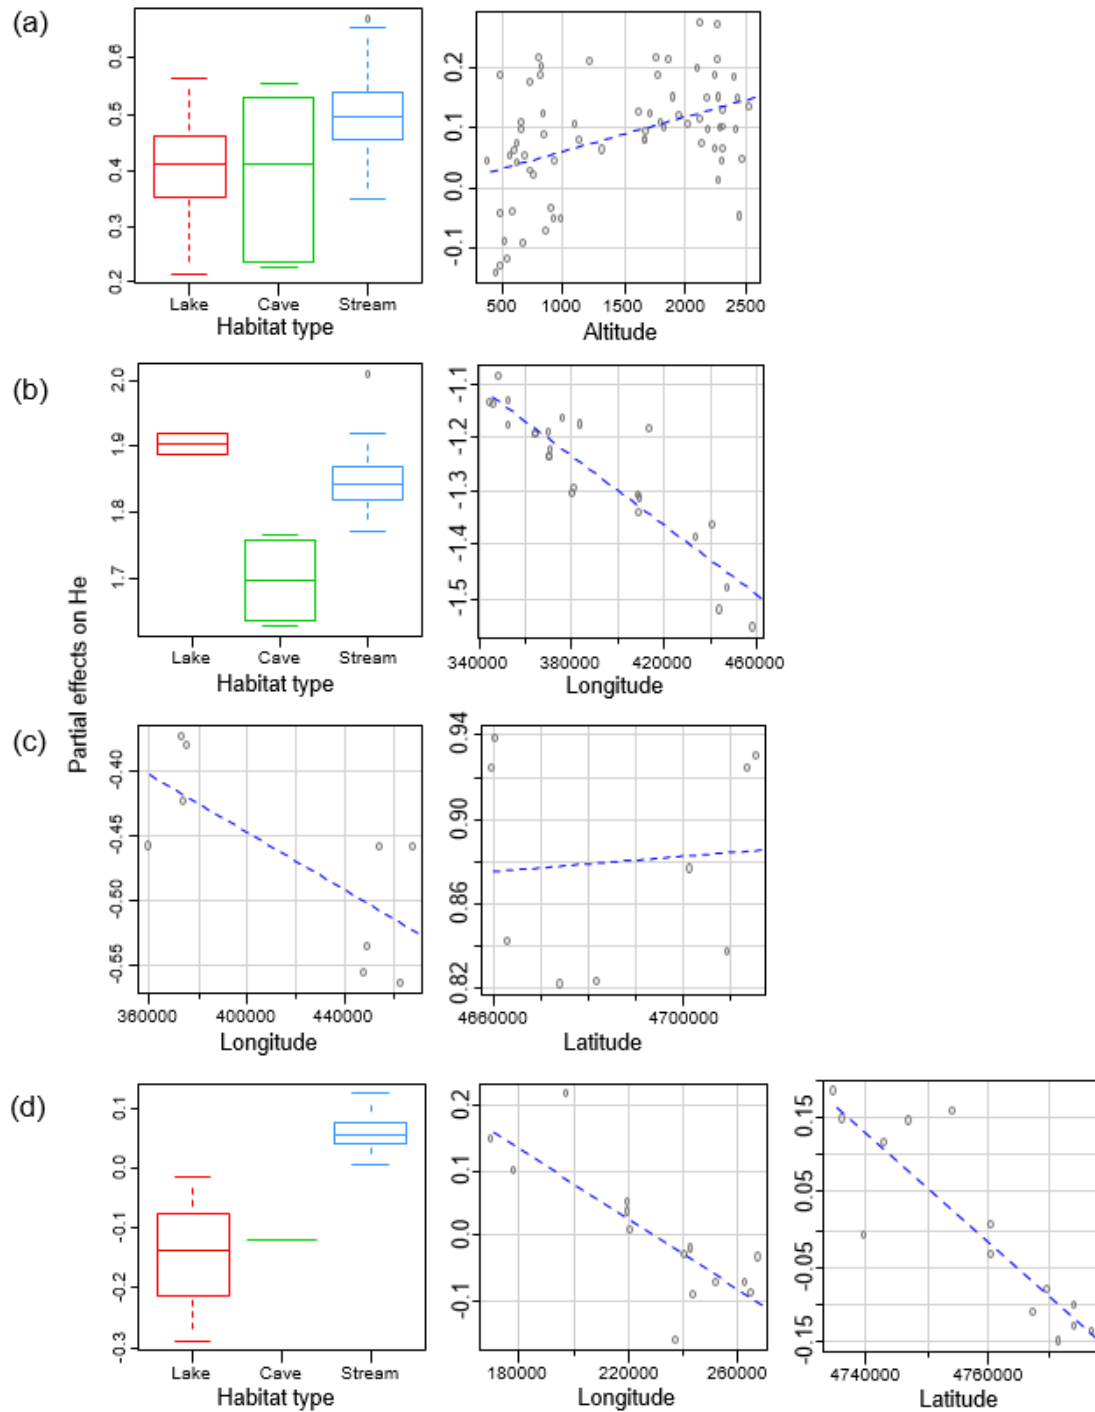 (a)
0.6
0.5
0.4
0.3
0.2
Lake Cave Stream
Habitat type
0.2
0.1
0.0
-0.1
500 1000 1500 2000 2500
Altitude
(b)
2.0
1.9
1.8
1.7
Lake Cave Stream
Habitat type
-1.1
-1.2
-1.3
-1.4
-1.5
340000 380000 420000 460000
Longitude
Partial effects on He
(c)
-0.40
-0.45
-0.50
-0.55
360000 400000 440000
Longitude
0.94
0.90
0.86
0.82
4660000 4700000
Latitude
(d)
0.1
0.0
-0.1
-0.2
-0.3
Lake Cave Stream
Habitat type
0.2
0.1
0.0
-0.1
180000 220000 260000
Longitude
0.15
0.05
-0.05
-0.15
4740000 4760000
Latitude